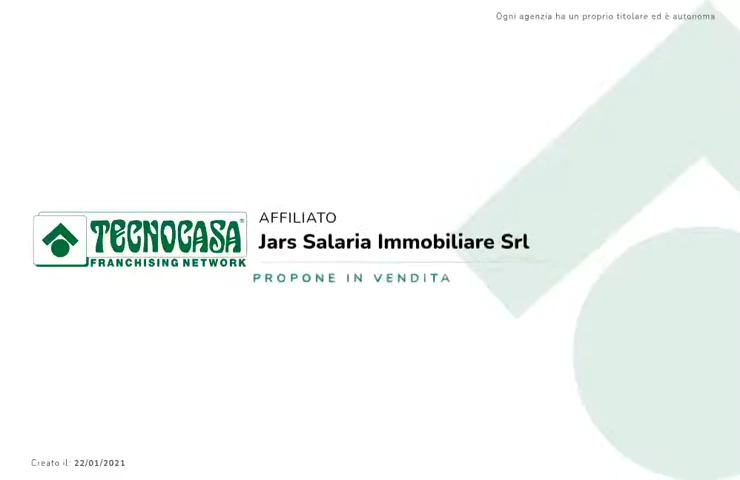 Ogni agenzia ha un proprio titolare ed è autonoma
AFFILIATO
TECNOCASA®
Jars Salaria Immobiliare Srl
FRANCHISING NETWORK
PROPONE IN VENDITA
Creato il: 22/01/2021